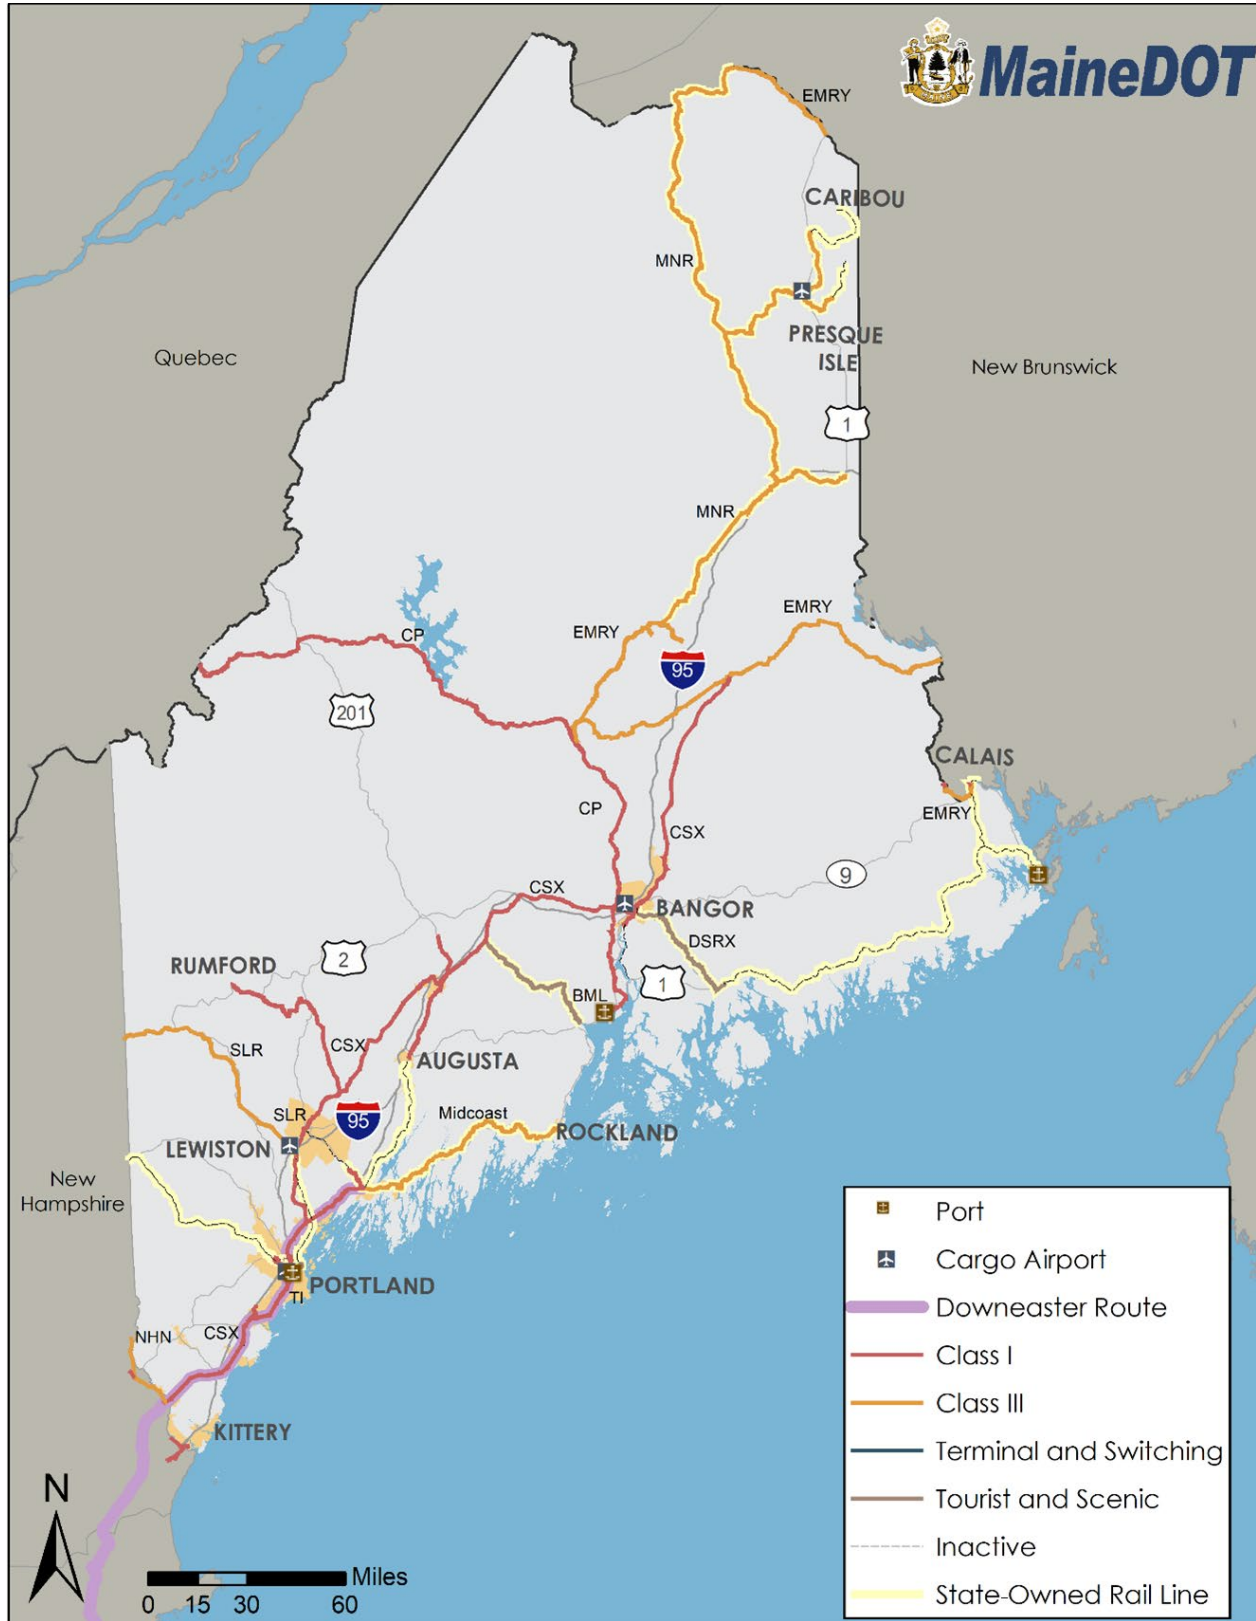 MaineDOT
EMRY
CARIBOU
MNR
PRESQUE
ISLE
Quebec
New Brunswick
1
MNR
EMRY
EMRY
CP
95
201
CALAIS
CP
EMRY
CSX
9
CSX
BANGOR
DSRX
RUMFORD
2
1
BML
SLR
CSX
AUGUSTA
SLR
95
Midcoast
ROCKLAND
LEWISTON
New
Hampshire
Port
Cargo Airport
PORTLAND
TI
Downeaster Route
NHN
CSX
Class I
Class III
KITTERY
Terminal and Switching
N
Tourist and Scenic
Inactive
Miles
State-Owned Rail Line
0 15 30 60